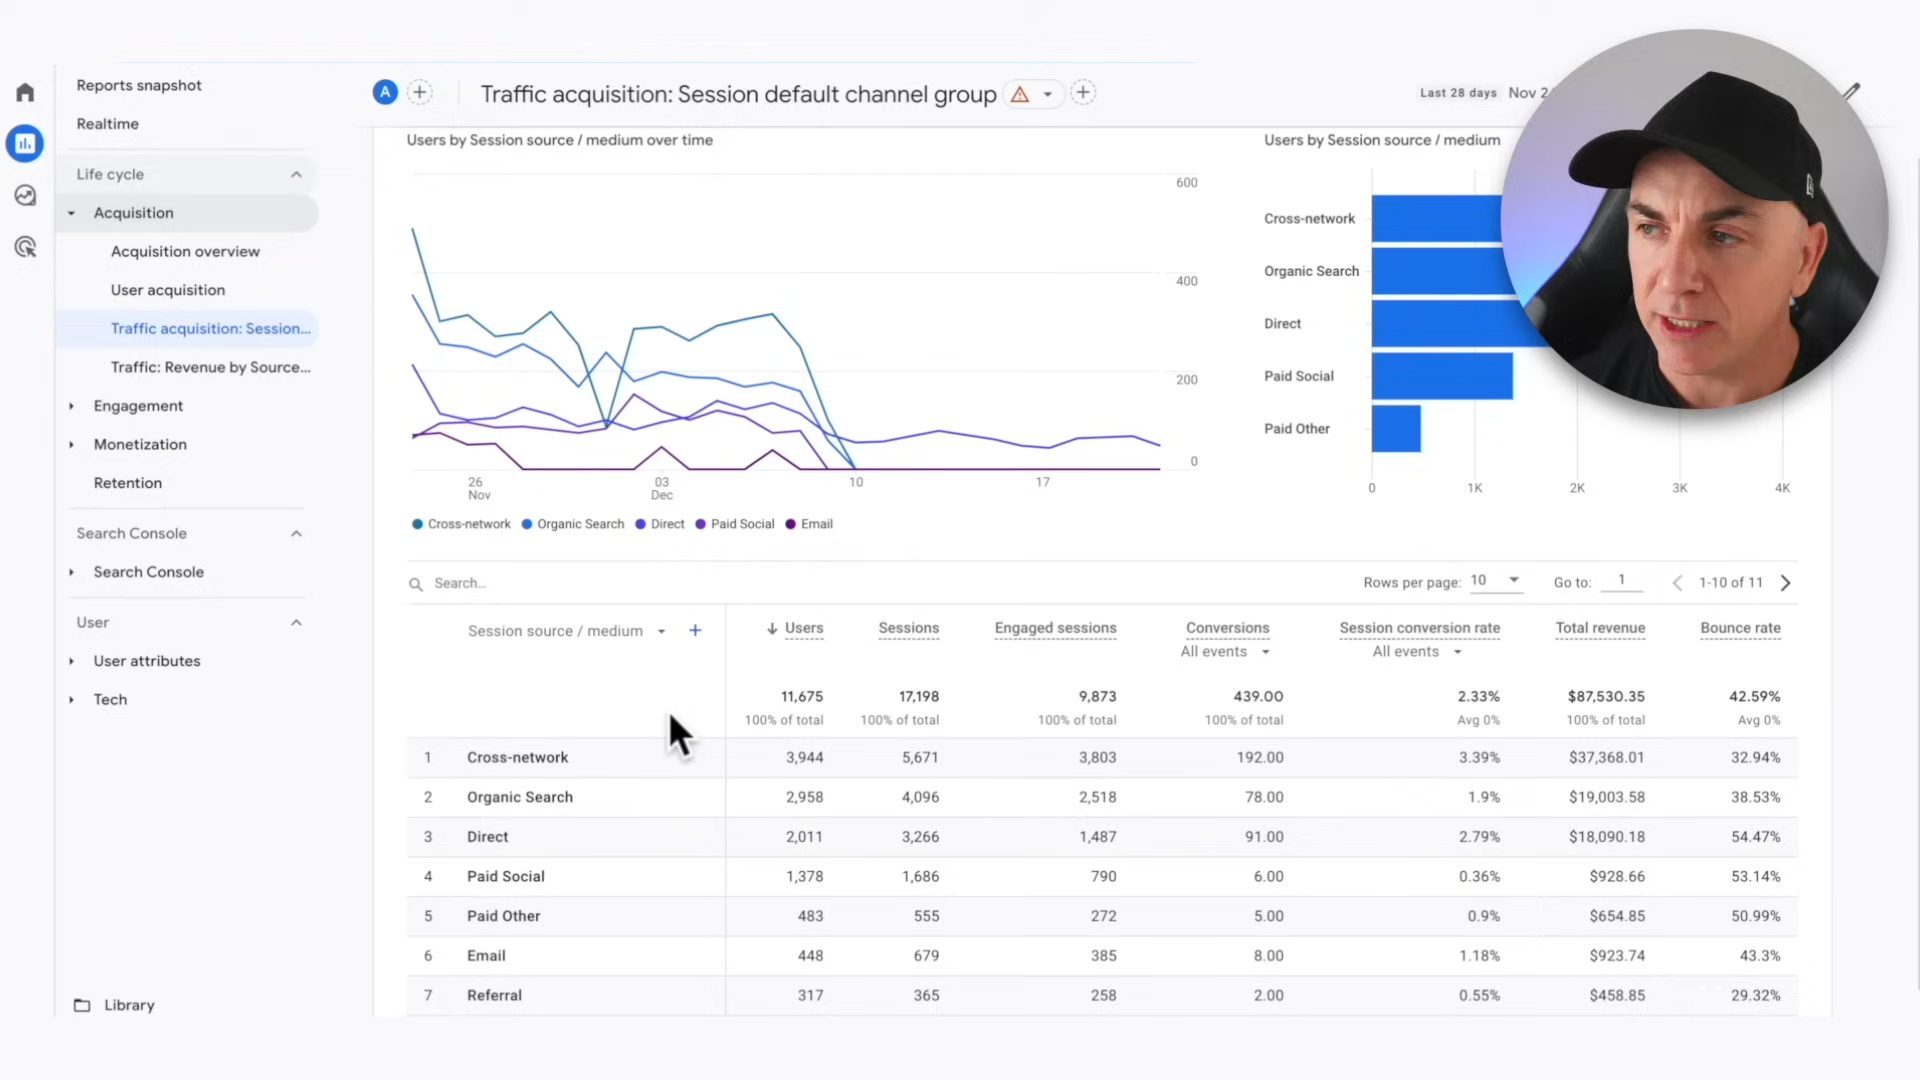 Reports snapshot
Realtime
Life cycle
Acquisition
Acquisition overview
User acquisition
Traffic acquisition: Session...
Traffic: Revenue by Source...
Engagement
Monetization
Retention
Search Console
Search Console
User
User attributes
Tech
Library
A
Traffic acquisition: Session default channel group
Last 28 days Nov 2
Users by Session source / medium over time
600
400
200
0
26 Nov
03 Dec
10
17
Cross-network Organic Search Direct Paid Social Email
Users by Session source / medium
Cross-network
Organic Search
Direct
Paid Social
Paid Other
0 1K 2K 3K 4K
Search...
Rows per page: 10 Go to: 1 1-10 of 11
Session source / medium Users Sessions Engaged sessions Conversions Session conversion rate Total revenue Bounce rate
All events All events
11,675 17,198 9,873 439.00 2.33% $87,530.35 42.59%
100% of total 100% of total 100% of total 100% of total Avg 0% 100% of total Avg 0%
1 Cross-network 3,944 5,671 3,803 192.00 3.39% $37,368.01 32.94%
2 Organic Search 2,958 4,096 2,518 78.00 1.9% $19,003.58 38.53%
3 Direct 2,011 3,266 1,487 91.00 2.79% $18,090.18 54.47%
4 Paid Social 1,378 1,686 790 6.00 0.36% $928.66 53.14%
5 Paid Other 483 555 272 5.00 0.9% $654.85 50.99%
6 Email 448 679 385 8.00 1.18% $923.74 43.3%
7 Referral 317 365 258 2.00 0.55% $458.85 29.32%